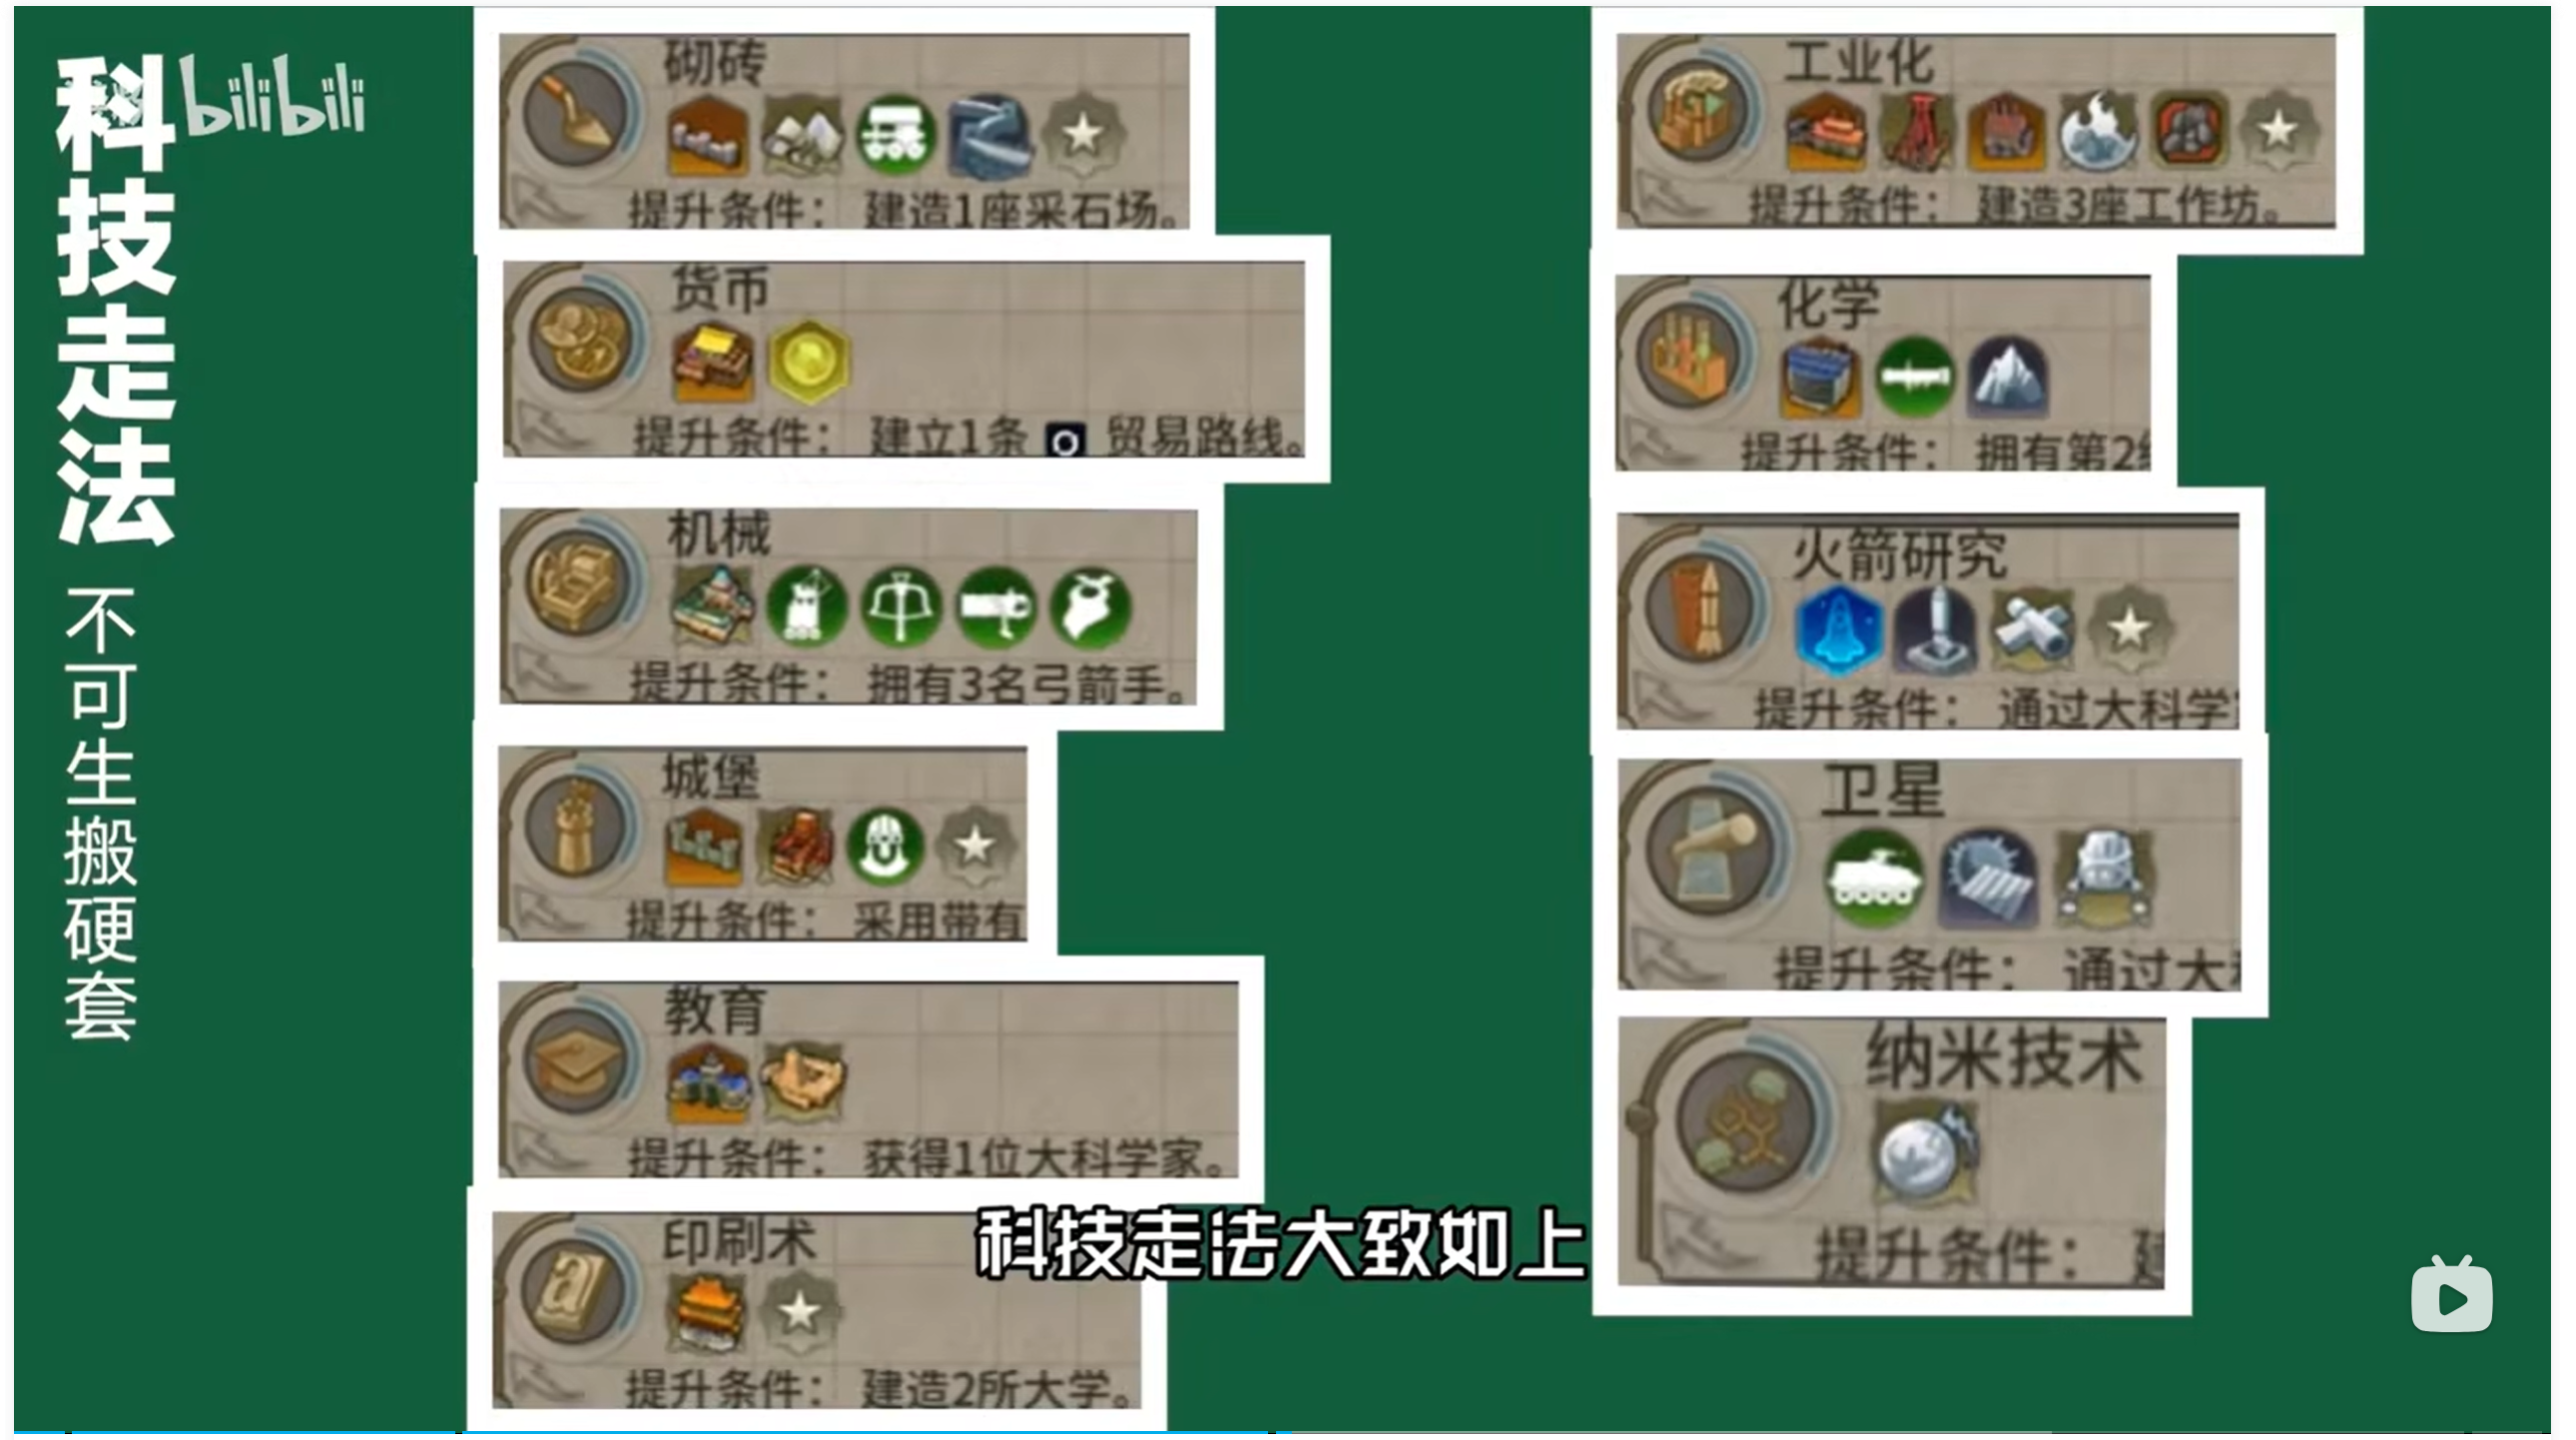 科技走法
bilibili
不可生搬硬套
砌砖
提升条件： 建造1座采石场。
货币
提升条件： 建立1条 贸易路线。
机械
提升条件： 拥有3名弓箭手。
城堡
提升条件： 采用带有
教育
提升条件： 获得1位大科学家。
印刷术
提升条件： 建造2所大学。
工业化
提升条件： 建造3座工作坊。
化学
提升条件： 拥有第2
火箭研究
提升条件： 通过大科学
卫星
提升条件： 通过大
纳米技术
提升条件：
科技走法大致如上